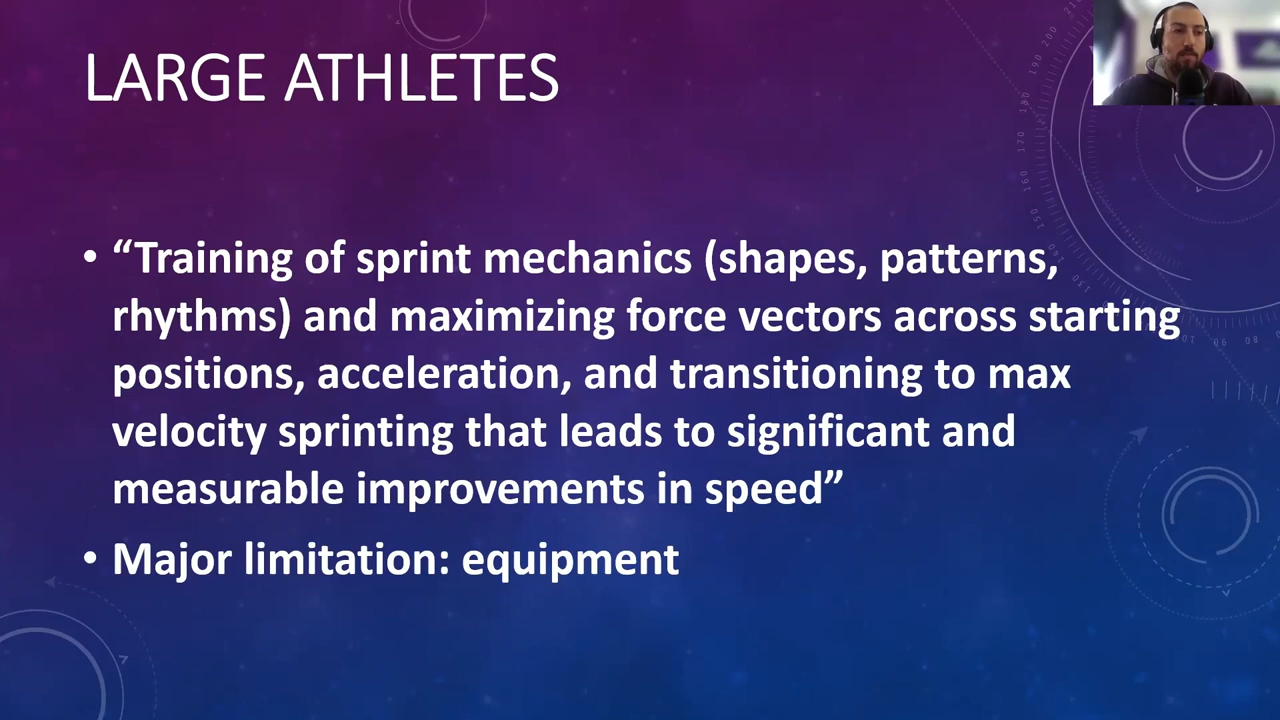 LARGE ATHLETES
• “Training of sprint mechanics (shapes, patterns,
rhythms) and maximizing force vectors across starting
positions, acceleration, and transitioning to max
velocity sprinting that leads to significant and
measurable improvements in speed”
• Major limitation: equipment